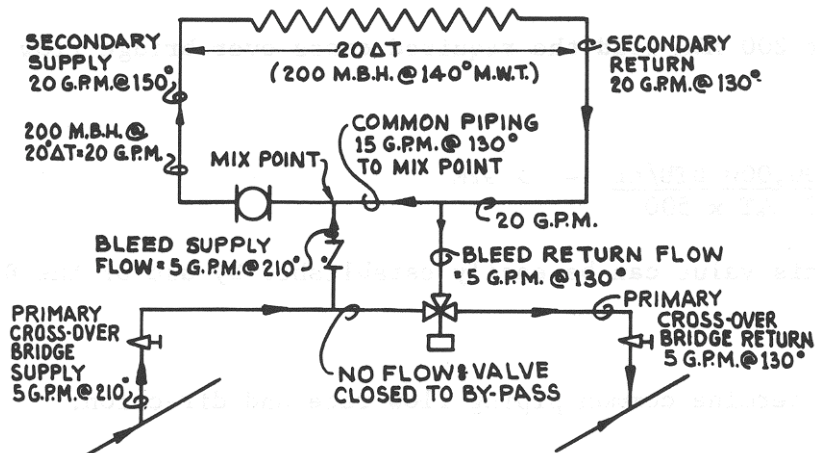 SECONDARY
SUPPLY
20 G.P.M.@150°
20 ΔT
(200 M.B.H.@140° M.W.T.)
SECONDARY
RETURN
20 G.P.M.@130°
200 M.B.H.@
20°ΔT=20 G.P.M.
MIX POINT
COMMON PIPING
15 G.P.M.@ 130°
TO MIX POINT
20 G.P.M.
BLEED SUPPLY
FLOW=5 G.P.M.@210°
BLEED RETURN FLOW
=5 G.P.M.@130°
PRIMARY
CROSS-OVER
BRIDGE
SUPPLY
5 G.P.M.@210°
NO FLOW & VALVE
CLOSED TO BY-PASS
PRIMARY
CROSS-OVER
BRIDGE RETURN
5 G.P.M.@130°